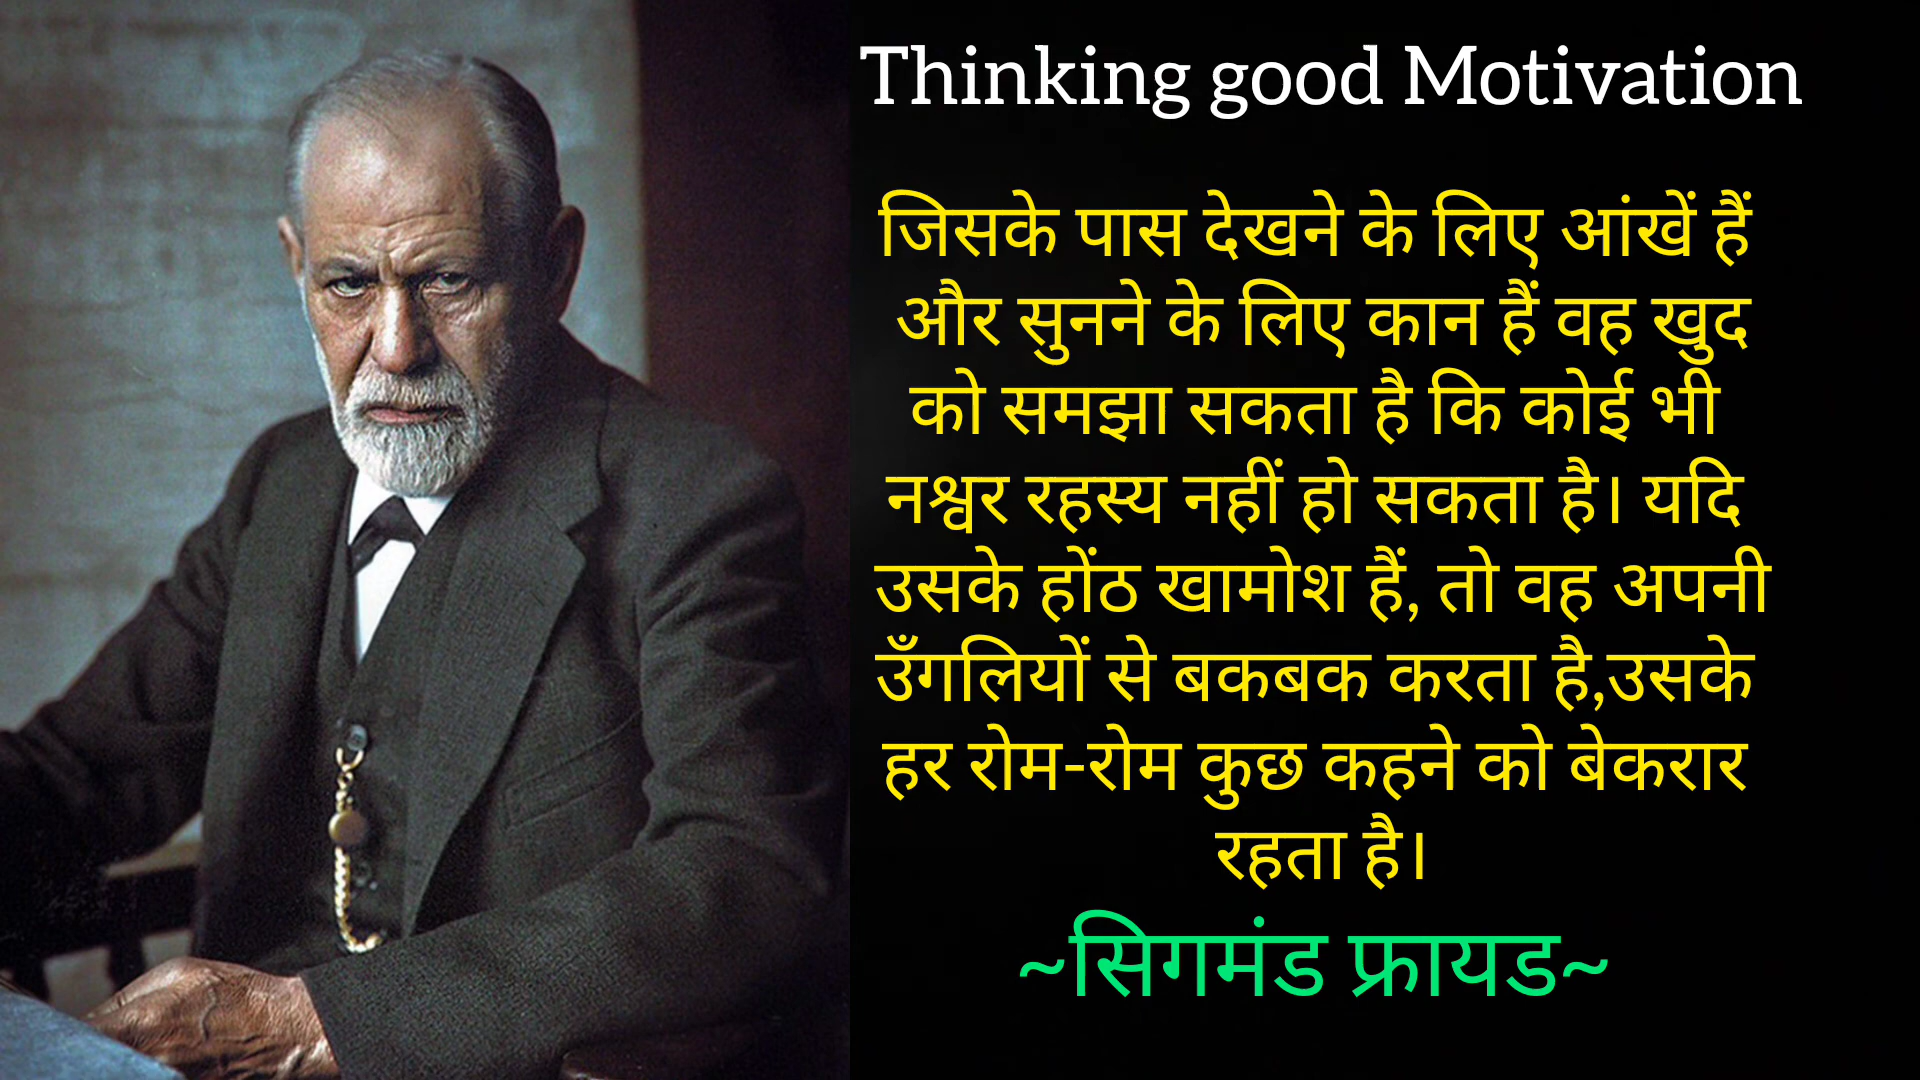 Thinking good Motivation
जिसके पास देखने के लिए आंखें हैं
और सुनने के लिए कान हैं वह खुद
को समझा सकता है कि कोई भी
नश्वर रहस्य नहीं हो सकता है। यदि
उसके होंठ खामोश हैं, तो वह अपनी
उँगलियों से बकबक करता है,उसके
हर रोम-रोम कुछ कहने को बेकरार
रहता है।
~सिगमंड फ्रायड~